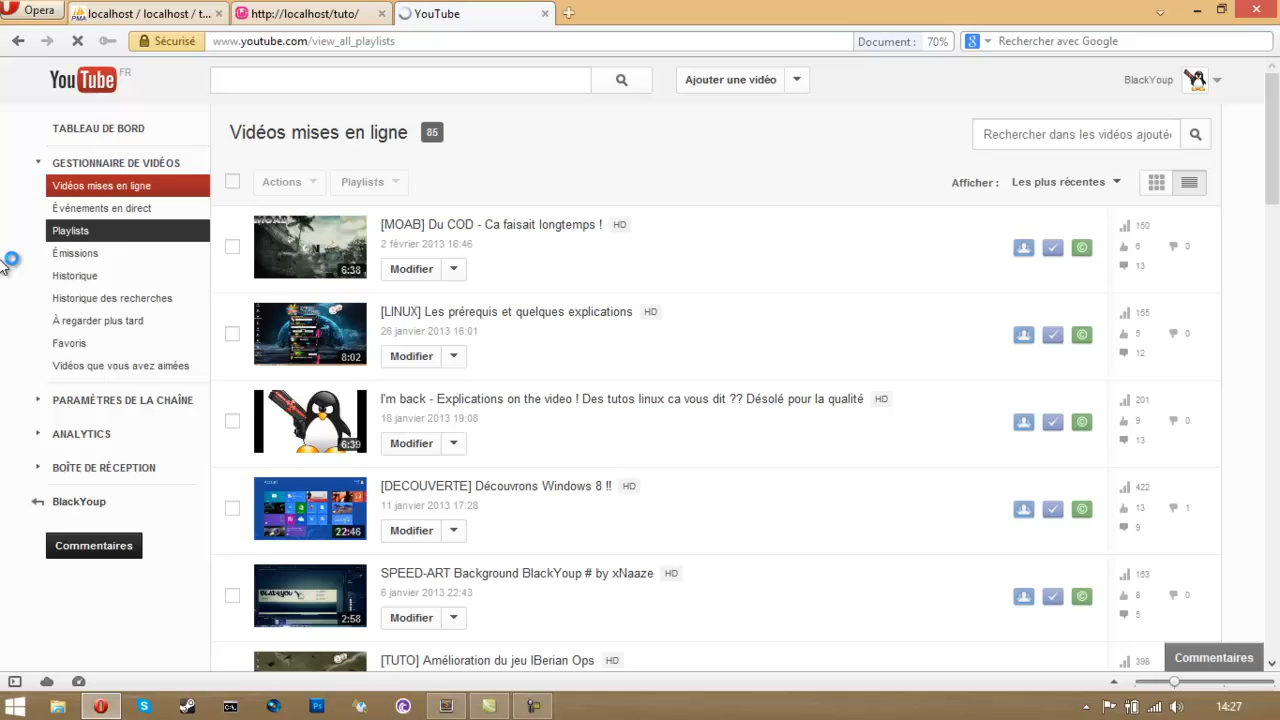 Opera
localhost / localhost / t...
http://localhost/tuto/
YouTube
Sécurisé
www.youtube.com/view_all_playlists
Document : 70%
Rechercher avec Google
YouTube FR
Ajouter une vidéo
BlackYoup
TABLEAU DE BORD
GESTIONNAIRE DE VIDÉOS
Vidéos mises en ligne
Événements en direct
Playlists
Émissions
Historique
Historique des recherches
À regarder plus tard
Favoris
Vidéos que vous avez aimées
PARAMÈTRES DE LA CHAÎNE
ANALYTICS
BOÎTE DE RÉCEPTION
BlackYoup
Commentaires
Vidéos mises en ligne 85
Rechercher dans les vidéos ajouté
Actions
Playlists
Afficher : Les plus récentes
[MOAB] Du COD - Ca faisait longtemps ! HD
2 février 2013 16:46
Modifier
6:38
150
6 0
13
[LINUX] Les prérequis et quelques explications HD
26 janvier 2013 16:01
Modifier
8:02
155
5 0
12
I'm back - Explications on the video ! Des tutos linux ca vous dit ?? Désolé pour la qualité HD
18 janvier 2013 19:08
Modifier
6:39
201
9 0
13
[DECOUVERTE] Découvrons Windows 8 !! HD
11 janvier 2013 17:28
Modifier
22:46
422
13 1
9
SPEED-ART Background BlackYoup # by xNaaze HD
6 janvier 2013 22:43
Modifier
2:58
163
8 0
5
[TUTO] Amélioration du jeu IBerian Ops HD
398
Commentaires
14:27